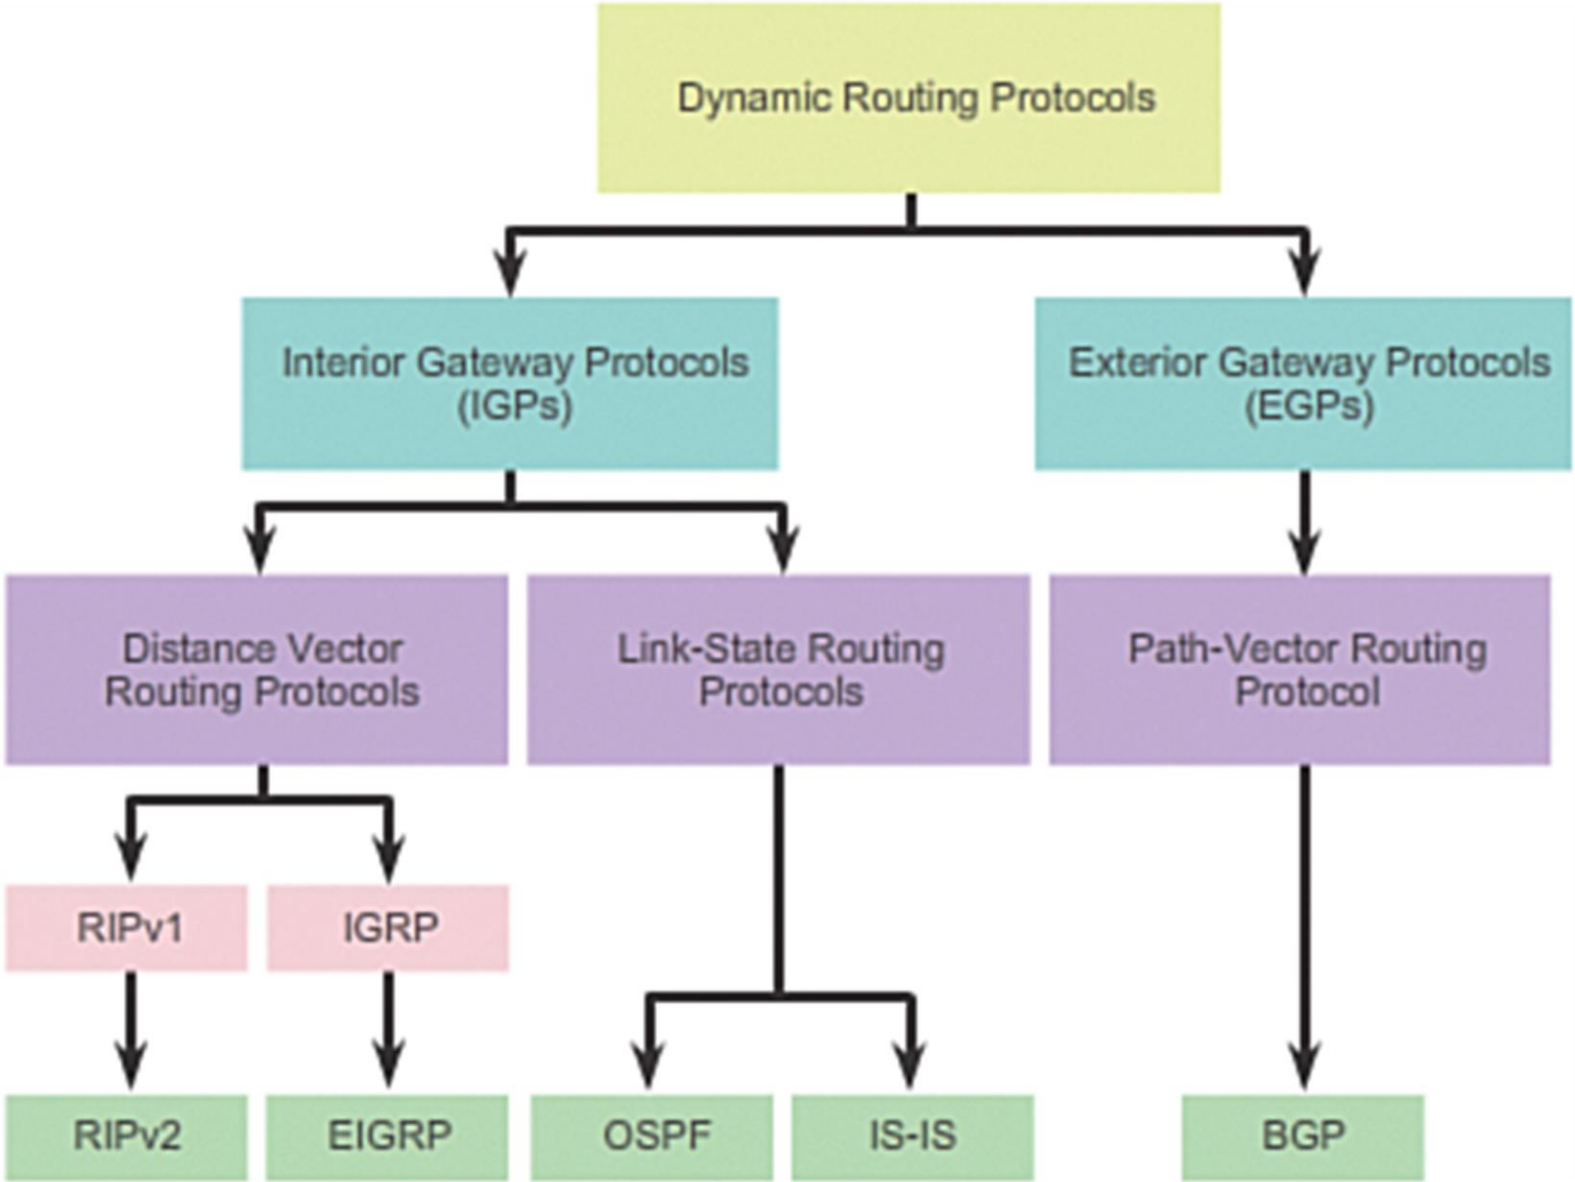 Dynamic Routing Protocols
Interior Gateway Protocols
(IGPs)
Exterior Gateway Protocols
(EGPs)
Distance Vector
Routing Protocols
Link-State Routing
Protocols
Path-Vector Routing
Protocol
RIPv1
IGRP
RIPv2
EIGRP
OSPF
IS-IS
BGP